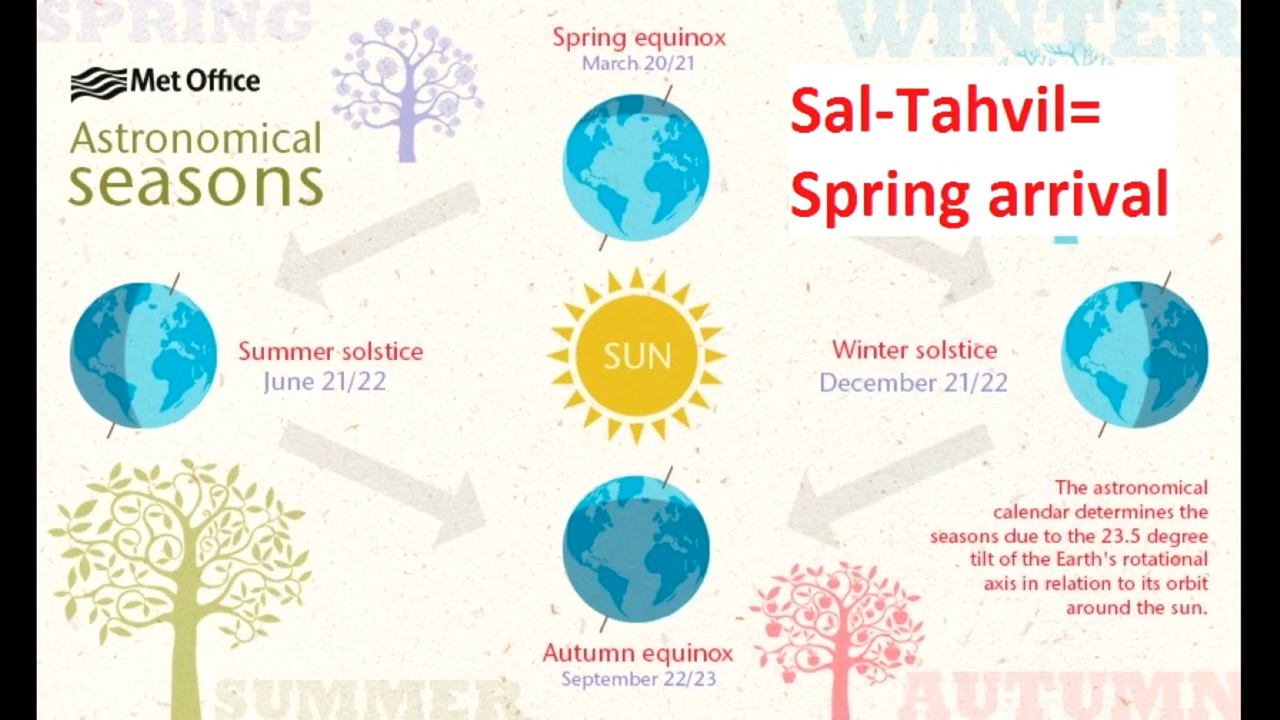 SPRING
WINTER
Spring equinox
March 20/21
Met Office
Astronomical
seasons
Sal-Tahvil=
Spring arrival
Summer solstice
June 21/22
SUN
Winter solstice
December 21/22
The astronomical
calendar determines the
seasons due to the 23.5 degree
tilt of the Earth's rotational
axis in relation to its orbit
around the sun.
Autumn equinox
September 22/23
SUMMER
AUTUMN